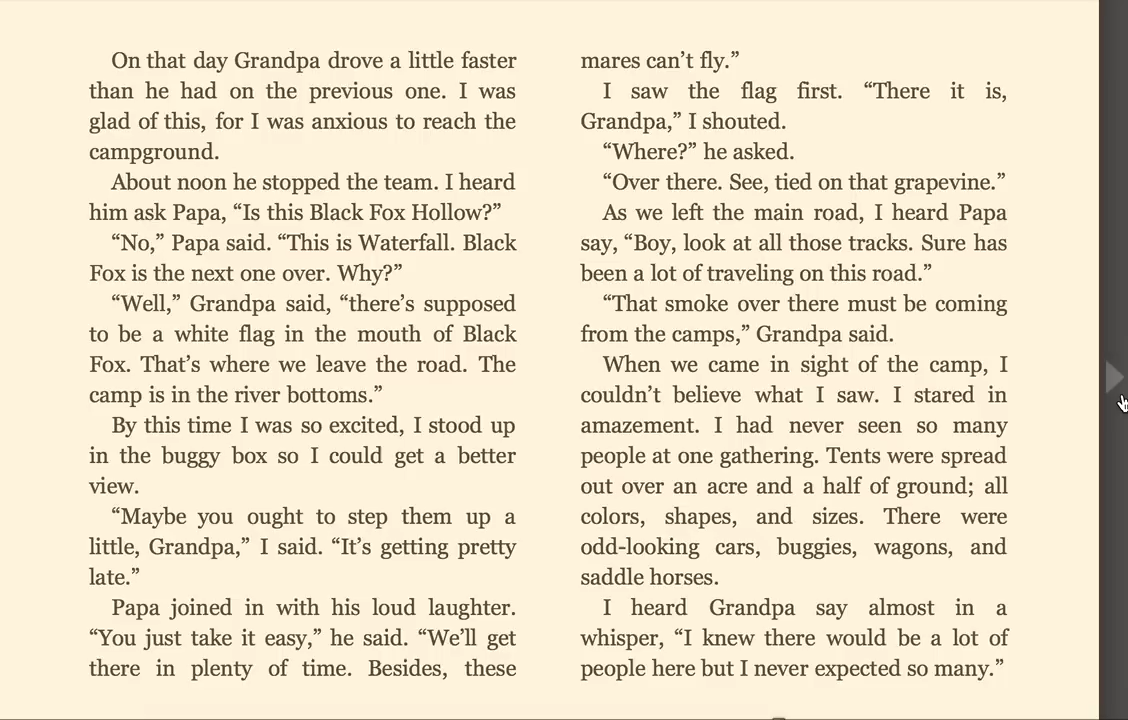 On that day Grandpa drove a little faster
than he had on the previous one. I was
glad of this, for I was anxious to reach the
campground.
About noon he stopped the team. I heard
him ask Papa, “Is this Black Fox Hollow?”
“No,” Papa said. “This is Waterfall. Black
Fox is the next one over. Why?”
“Well,” Grandpa said, “there’s supposed
to be a white flag in the mouth of Black
Fox. That’s where we leave the road. The
camp is in the river bottoms.”
By this time I was so excited, I stood up
in the buggy box so I could get a better
view.
“Maybe you ought to step them up a
little, Grandpa,” I said. “It’s getting pretty
late.”
Papa joined in with his loud laughter.
“You just take it easy,” he said. “We’ll get
there in plenty of time. Besides, these
mares can’t fly.”
I saw the flag first. “There it is,
Grandpa,” I shouted.
“Where?” he asked.
“Over there. See, tied on that grapevine.”
As we left the main road, I heard Papa
say, “Boy, look at all those tracks. Sure has
been a lot of traveling on this road.”
“That smoke over there must be coming
from the camps,” Grandpa said.
When we came in sight of the camp, I
couldn’t believe what I saw. I stared in
amazement. I had never seen so many
people at one gathering. Tents were spread
out over an acre and a half of ground; all
colors, shapes, and sizes. There were
odd-looking cars, buggies, wagons, and
saddle horses.
I heard Grandpa say almost in a
whisper, “I knew there would be a lot of
people here but I never expected so many.”